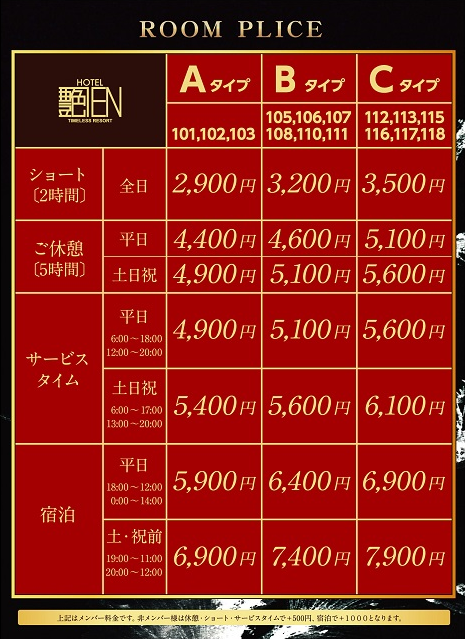 ROOM PLICE
HOTEL
艶EN
TIMELESS RESORT
Aタイプ
Bタイプ
Cタイプ
101,102,103
105,106,107
108,110,111
112,113,115
116,117,118
ショート
〔2時間〕
全日
2,900円
3,200円
3,500円
ご休憩
〔5時間〕
平日
4,400円
4,600円
5,100円
土日祝
4,900円
5,100円
5,600円
サービス
タイム
平日
6:00〜18:00
12:00〜20:00
4,900円
5,100円
5,600円
土日祝
6:00〜17:00
13:00〜20:00
5,400円
5,600円
6,100円
宿泊
平日
18:00〜12:00
0:00〜14:00
5,900円
6,400円
6,900円
土・祝前
19:00〜11:00
20:00〜12:00
6,900円
7,400円
7,900円
上記はメンバー料金です。非メンバー様は休憩・ショート・サービスタイムで+500円、宿泊で+1000となります。